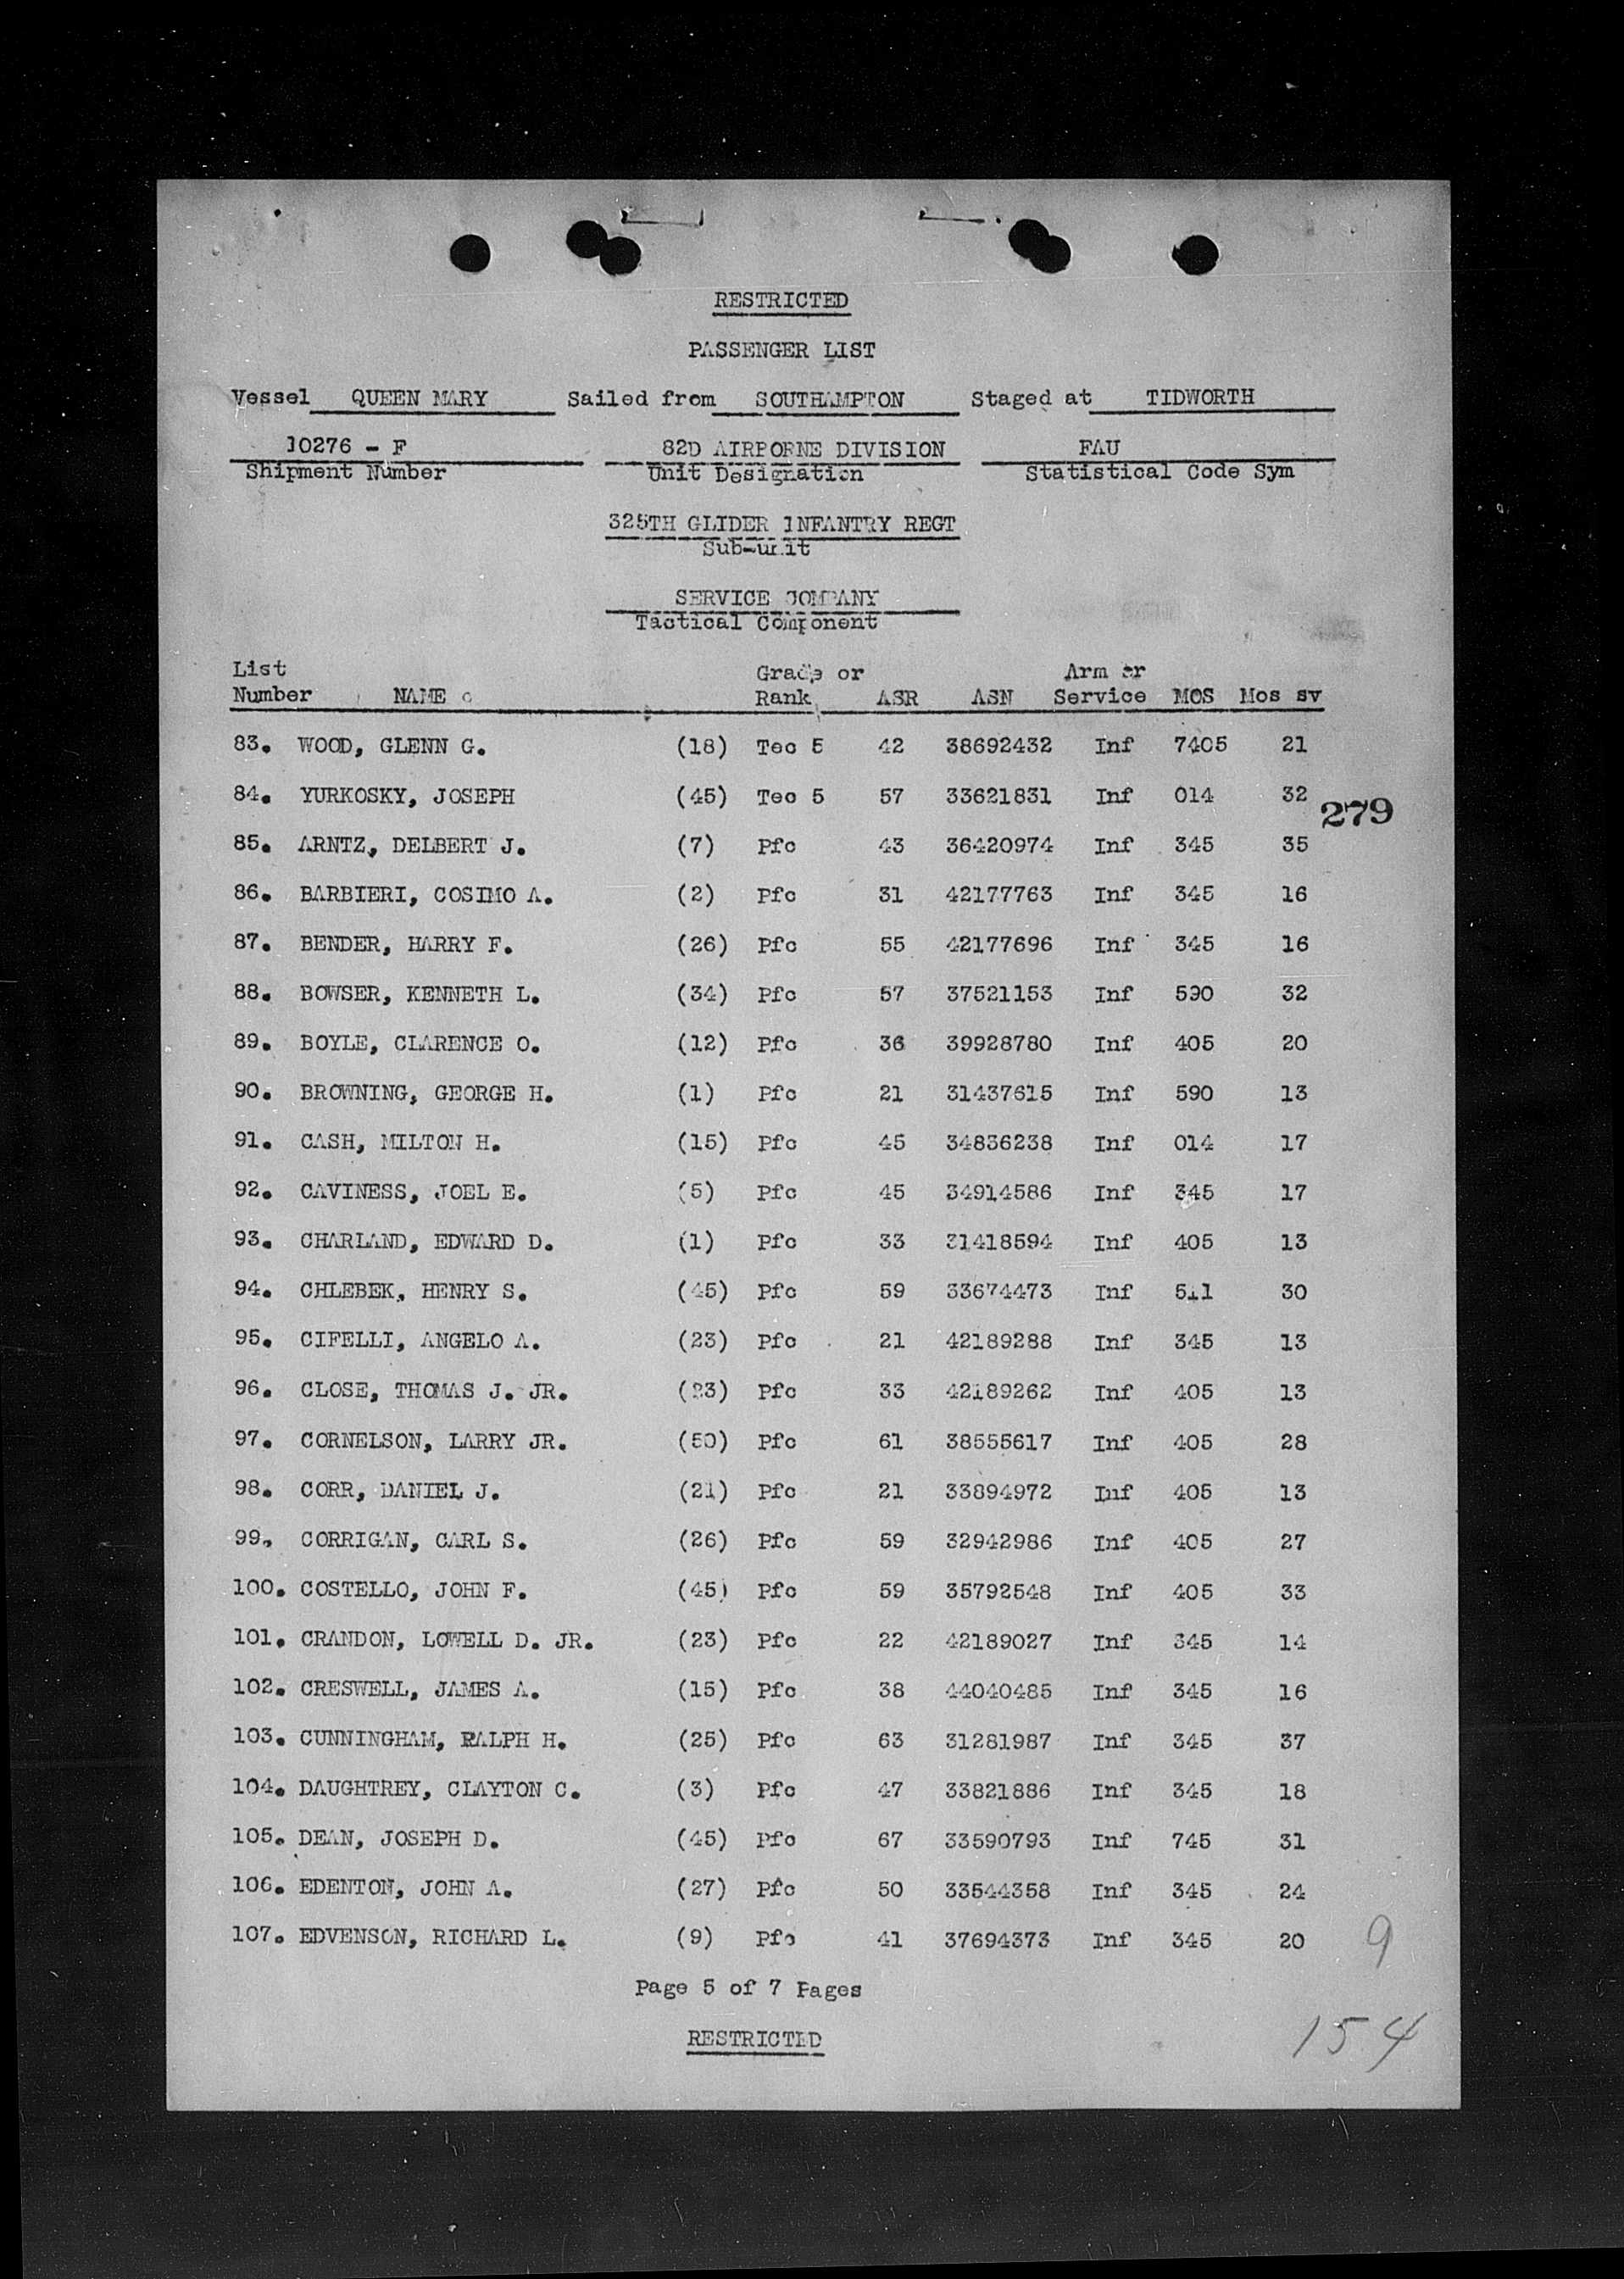 RESTRICTED
PASSENGER LIST
Vessel QUEEN MARY Sailed from SOUTHAMPTON Staged at TIDWORTH
10276 - F 82D AIRBORNE DIVISION FAU
Shipment Number Unit Designation Statistical Code Sym
325TH GLIDER INFANTRY REGT
Sub-unit
SERVICE COMPANY
Tactical Component
List Grade or Arm or
Number NAME Rank ASR ASN Service MOS Mos sv
83. WOOD, GLENN G. (18) Tec 5 42 38692432 Inf 7405 21
84. YURKOSKY, JOSEPH (45) Tec 5 57 33621831 Inf 014 32
279
85. ARNTZ, DELBERT J. (7) Pfc 43 36420974 Inf 345 35
86. BARBIERI, COSIMO A. (2) Pfc 31 42177763 Inf 345 16
87. BENDER, HARRY F. (26) Pfc 55 42177696 Inf 345 16
88. BOWSER, KENNETH L. (34) Pfc 57 37521153 Inf 590 32
89. BOYLE, CLARENCE O. (12) Pfc 36 39928780 Inf 405 20
90. BROWNING, GEORGE H. (1) Pfc 21 31437615 Inf 590 13
91. CASH, MILTON H. (15) Pfc 45 34836238 Inf 014 17
92. CAVINESS, JOEL E. (5) Pfc 45 34914586 Inf 345 17
93. CHARLAND, EDWARD D. (1) Pfc 33 31418594 Inf 405 13
94. CHLEBEK, HENRY S. (45) Pfc 59 33674473 Inf 511 30
95. CIFELLI, ANGELO A. (23) Pfc 21 42189288 Inf 345 13
96. CLOSE, THOMAS J. JR. (23) Pfc 33 42189262 Inf 405 13
97. CORNELSON, LARRY JR. (50) Pfc 61 38555617 Inf 405 28
98. CORR, DANIEL J. (21) Pfc 21 33894972 Inf 405 13
99. CORRIGAN, CARL S. (26) Pfc 59 32942986 Inf 405 27
100. COSTELLO, JOHN F. (45) Pfc 59 35792548 Inf 405 33
101. CRANDON, LOWELL D. JR. (23) Pfc 22 42189027 Inf 345 14
102. CRESWELL, JAMES A. (15) Pfc 38 44040485 Inf 345 16
103. CUNNINGHAM, RALPH H. (25) Pfc 63 31281987 Inf 345 37
104. DAUGHTREY, CLAYTON C. (3) Pfc 47 33821886 Inf 345 18
105. DEAN, JOSEPH D. (45) Pfc 67 33590793 Inf 745 31
106. EDENTON, JOHN A. (27) Pfc 50 33544358 Inf 345 24
107. EDVENSON, RICHARD L. (9) Pfc 41 37694373 Inf 345 20
9
Page 5 of 7 Pages
RESTRICTED
154